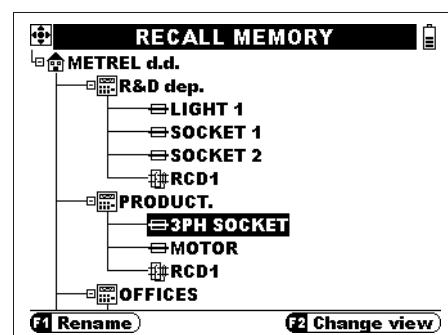 RECALL MEMORY
METREL d.d.
R&D dep.
LIGHT 1
SOCKET 1
SOCKET 2
RCD1
PRODUCT.
3PH SOCKET
MOTOR
RCD1
OFFICES
F1 Rename F2 Change view